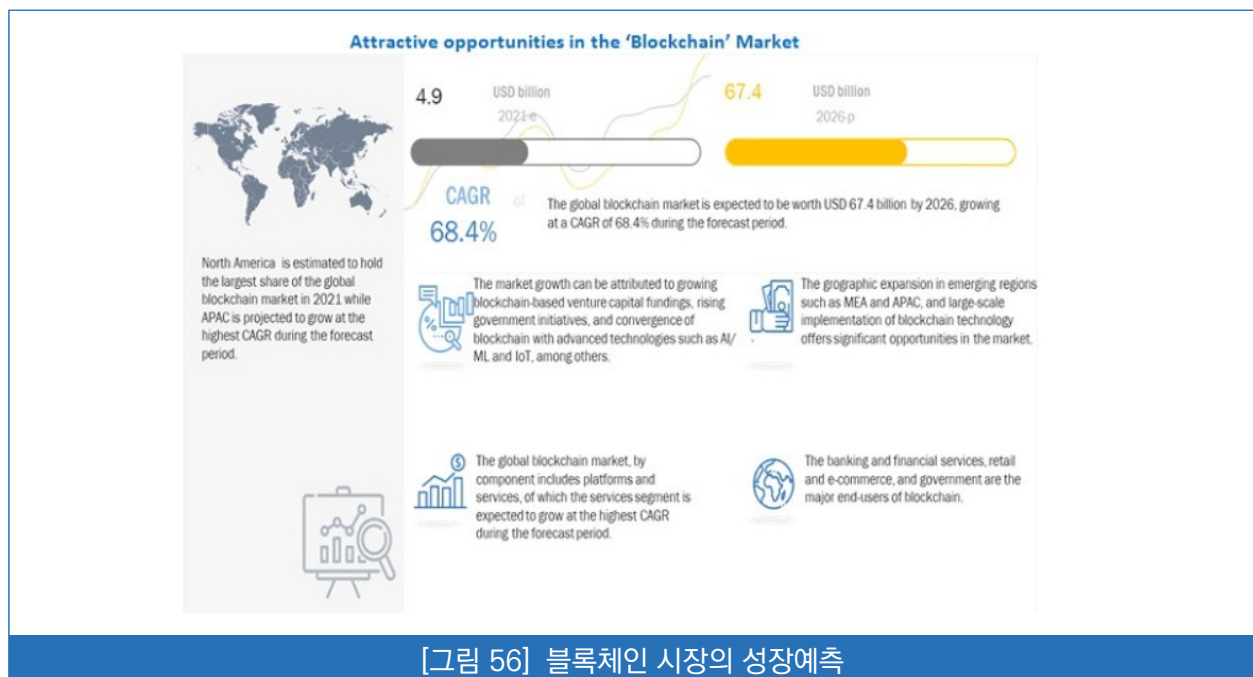 Attractive opportunities in the ‘Blockchain’ Market
4.9 USD billion
2021-e
67.4 USD billion
2026-p
CAGR of
68.4%
The global blockchain market is expected to be worth USD 67.4 billion by 2026, growing
at a CAGR of 68.4% during the forecast period.
North America is estimated to hold
the largest share of the global
blockchain market in 2021 while
APAC is projected to grow at the
highest CAGR during the forecast
period.
The market growth can be attributed to growing
blockchain-based venture capital fundings, rising
government initiatives, and convergence of
blockchain with advanced technologies such as AI/
ML and IoT, among others.
The grographic expansion in emerging regions
such as MEA and APAC, and large-scale
implementation of blockchain technology
offers significant opportunities in the market.
The global blockchain market, by
component includes platforms and
services, of which the services segment is
expected to grow at the highest CAGR
during the forecast period.
The banking and financial services, retail
and e-commerce, and government are the
major end-users of blockchain.
[그림 56] 블록체인 시장의 성장예측